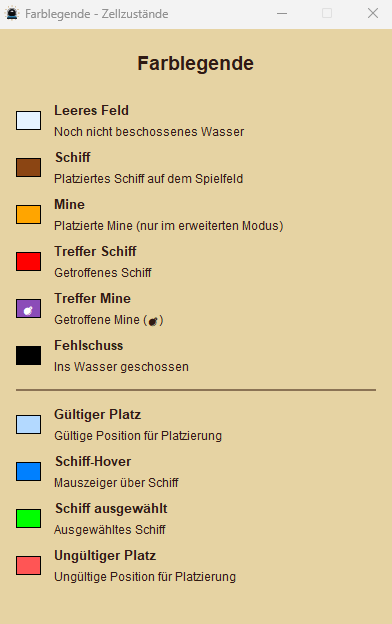 Farblegende - Zellzustände
Farblegende
Leeres Feld
Noch nicht beschossenes Wasser
Schiff
Platziertes Schiff auf dem Spielfeld
Mine
Platzierte Mine (nur im erweiterten Modus)
Treffer Schiff
Getroffenes Schiff
Treffer Mine
Getroffene Mine (💣)
Fehlschuss
Ins Wasser geschossen
Gültiger Platz
Gültige Position für Platzierung
Schiff-Hover
Mauszeiger über Schiff
Schiff ausgewählt
Ausgewähltes Schiff
Ungültiger Platz
Ungültige Position für Platzierung